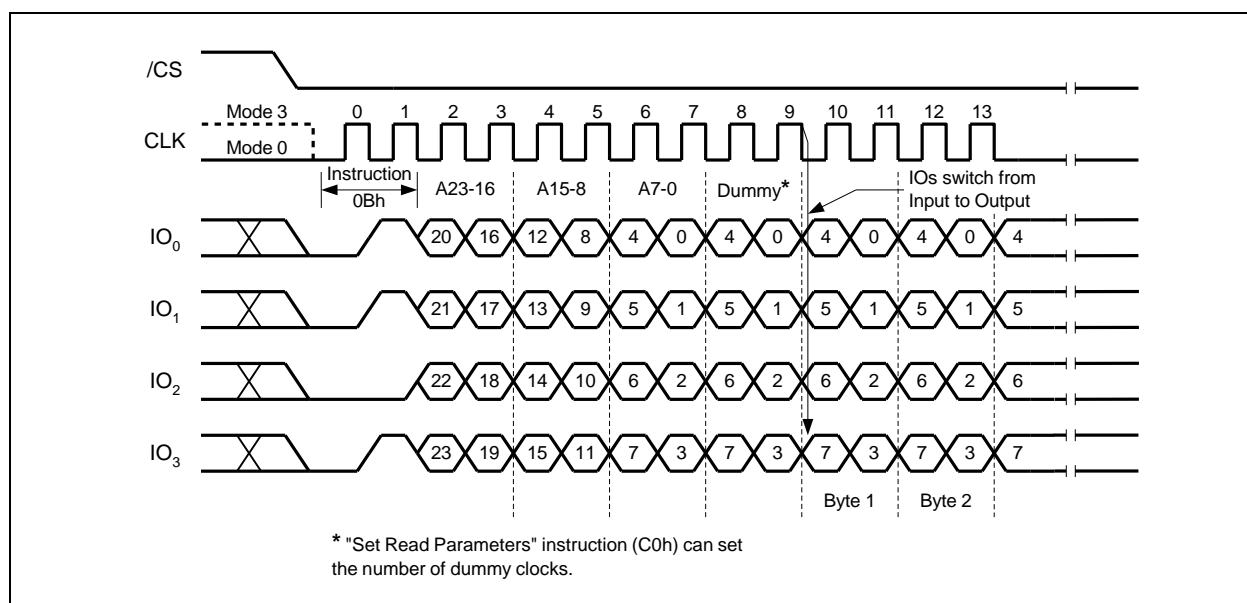 /CS
Mode 3 0 1 2 3 4 5 6 7 8 9 10 11 12 13
CLK
Mode 0
Instruction
0Bh
A23-16 A15-8 A7-0 Dummy*
IOs switch from
Input to Output
IO0 20 16 12 8 4 0 4 0 4 0 4 0 4
IO1 21 17 13 9 5 1 5 1 5 1 5 1 5
IO2 22 18 14 10 6 2 6 2 6 2 6 2 6
IO3 23 19 15 11 7 3 7 3 7 3 7 3 7
Byte 1 Byte 2
* "Set Read Parameters" instruction (C0h) can set
the number of dummy clocks.